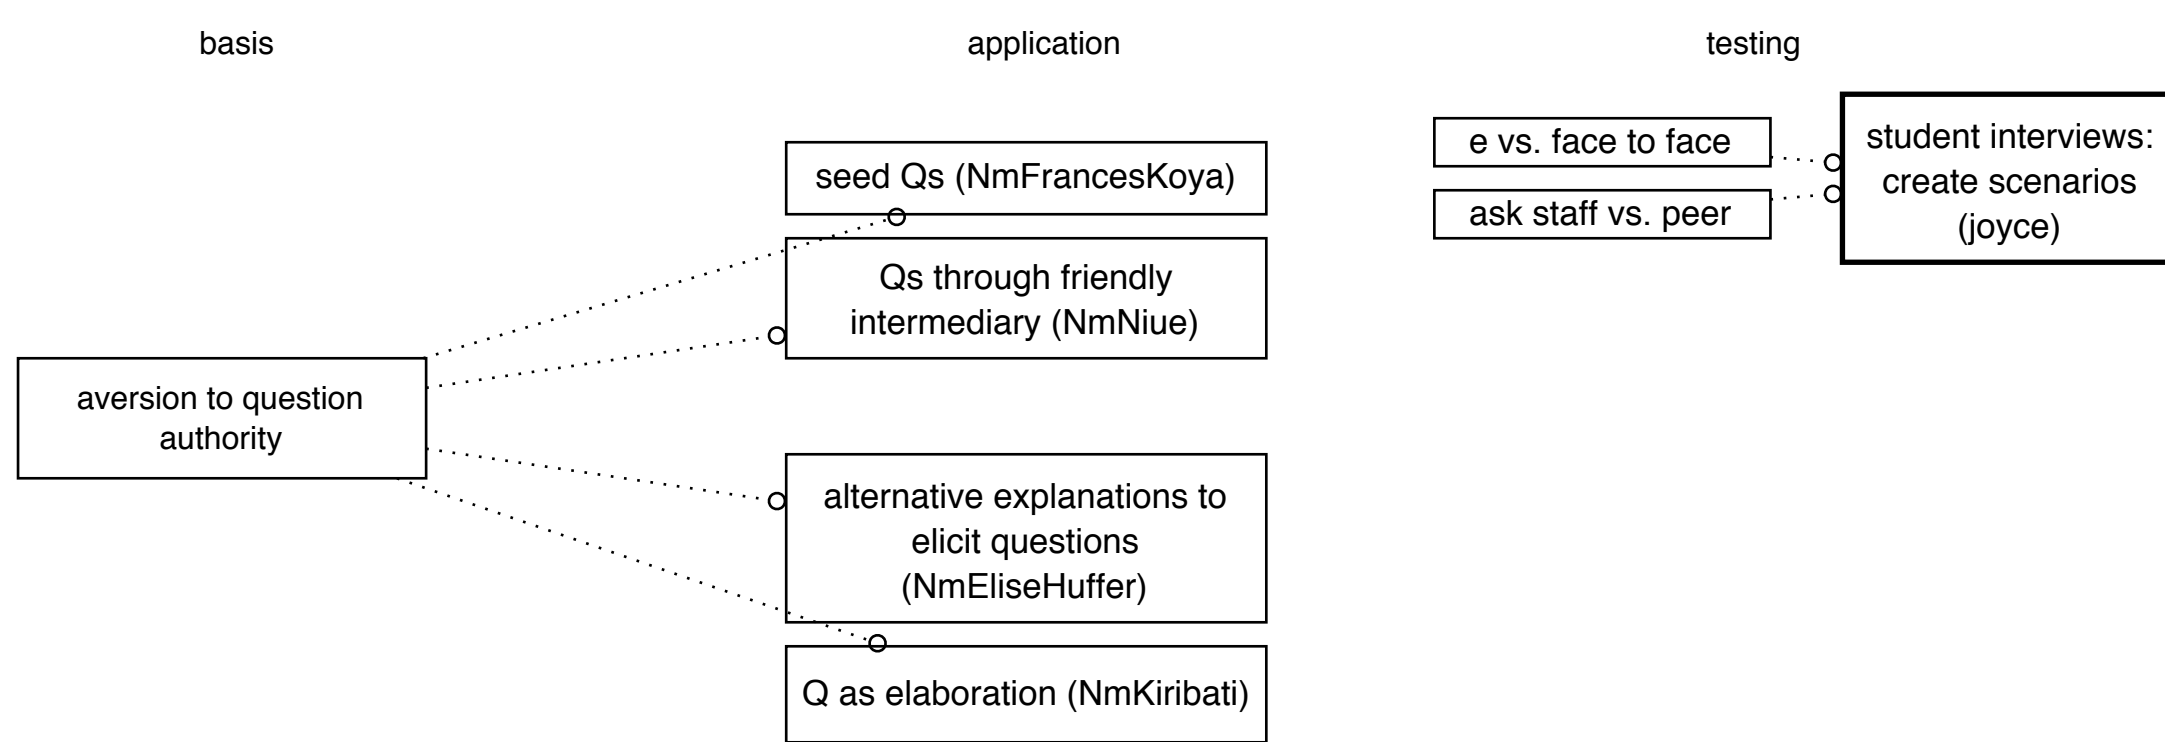 basis
application
testing
aversion to question
authority
seed Qs (NmFrancesKoya)
Qs through friendly
intermediary (NmNiue)
alternative explanations to
elicit questions
(NmEliseHuffer)
Q as elaboration (NmKiribati)
e vs. face to face
ask staff vs. peer
student interviews:
create scenarios
(joyce)